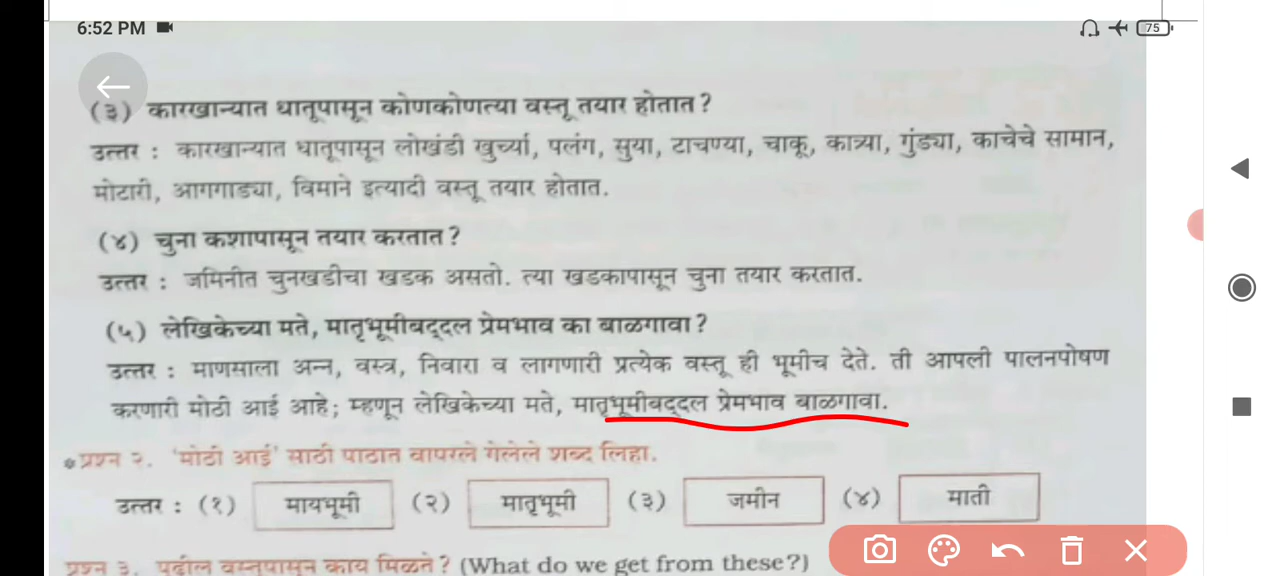 6:52 PM
75
(३) कारखान्यात धातूपासून कोणकोणत्या वस्तू तयार होतात?
उत्तर : कारखान्यात धातूपासून लोखंडी खुर्च्या, पलंग, सुया, टाचण्या, चाकू, कात्र्या, गुंड्या, काचेचे सामान,
मोटारी, आगगाड्या, विमाने इत्यादी वस्तू तयार होतात.
(४) चुना कशापासून तयार करतात?
उत्तर : जमिनीत चुनखडीचा खडक असतो. त्या खडकापासून चुना तयार करतात.
(५) लेखिकेच्या मते, मातृभूमीबद्दल प्रेमभाव का बाळगावा?
उत्तर : माणसाला अन्न, वस्त्र, निवारा व लागणारी प्रत्येक वस्तू ही भूमीच देते. ती आपली पालनपोषण
करणारी मोठी आई आहे; म्हणून लेखिकेच्या मते, मातृभूमीबद्दल प्रेमभाव बाळगावा.
प्रश्न २. 'मोठी आई' साठी पाठात वापरले गेलेले शब्द लिहा.
उत्तर : (१) मायभूमी (२) मातृभूमी (३) जमीन (४) माती
प्रश्न ३. पुढील वस्तूपासून काय मिळते? (What do we get from these?)